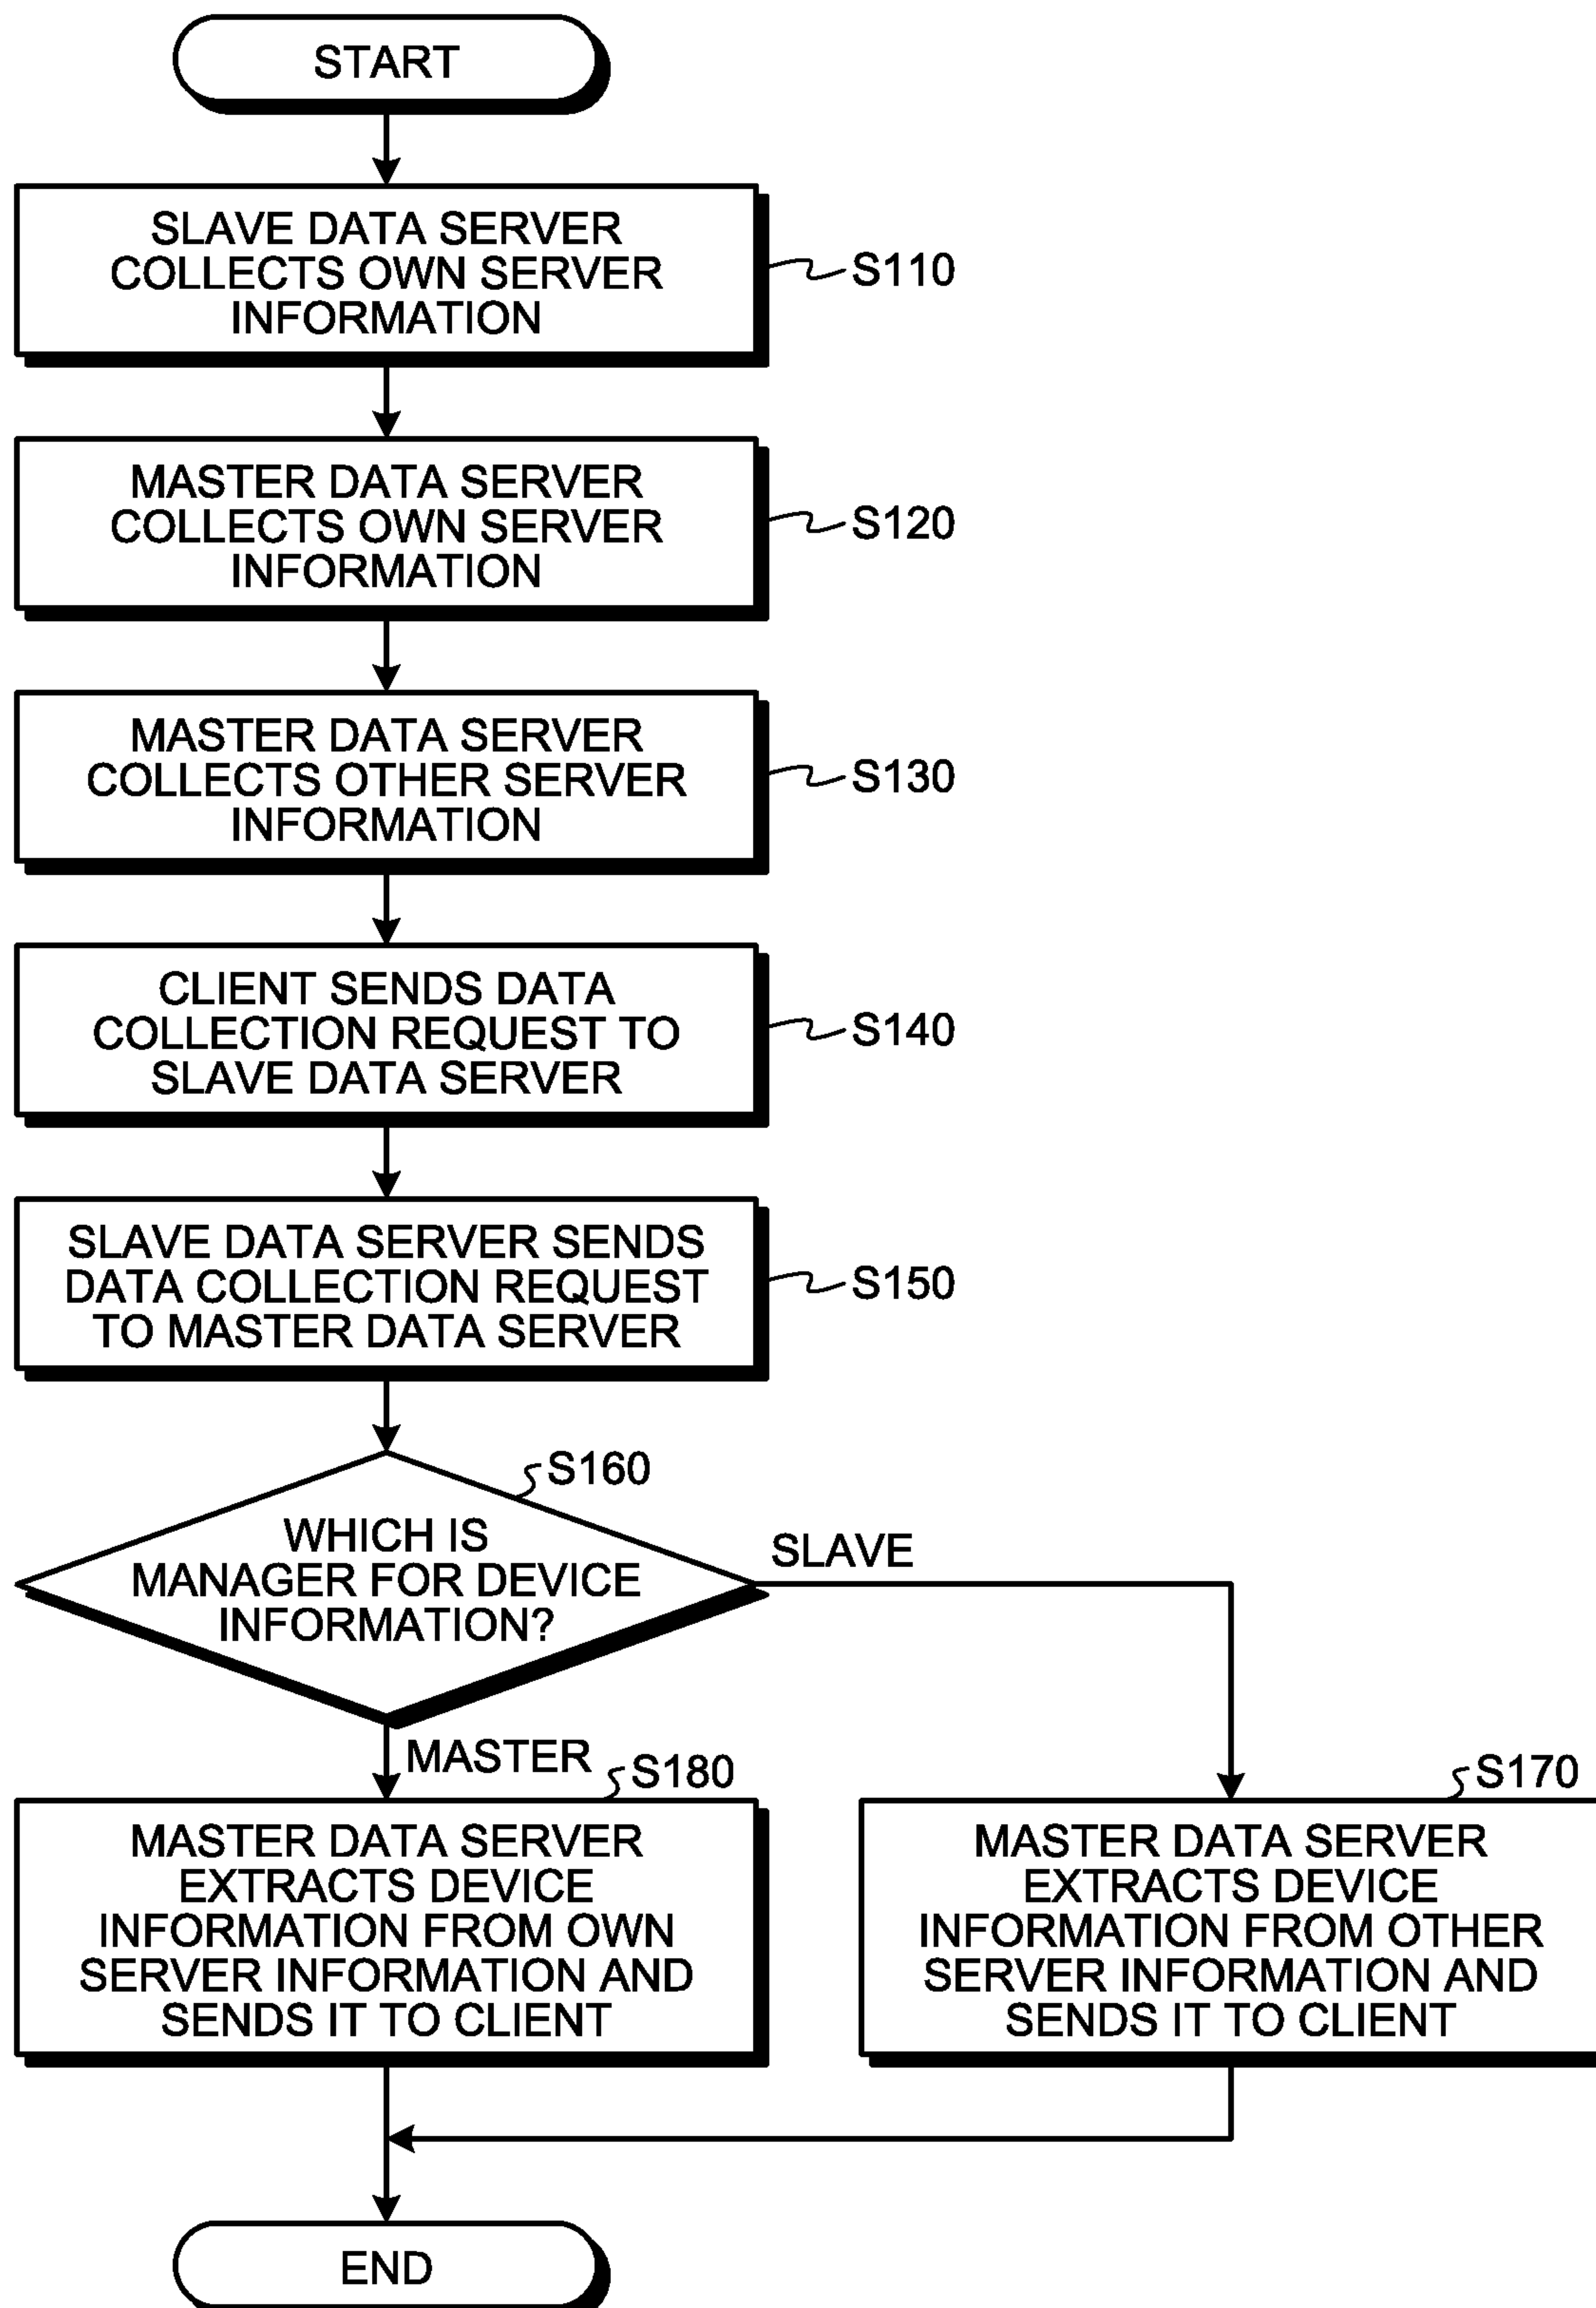 START
SLAVE DATA SERVER
COLLECTS OWN SERVER
INFORMATION
S110
MASTER DATA SERVER
COLLECTS OWN SERVER
INFORMATION
S120
MASTER DATA SERVER
COLLECTS OTHER SERVER
INFORMATION
S130
CLIENT SENDS DATA
COLLECTION REQUEST TO
SLAVE DATA SERVER
S140
SLAVE DATA SERVER SENDS
DATA COLLECTION REQUEST
TO MASTER DATA SERVER
S150
S160
WHICH IS
MANAGER FOR DEVICE
INFORMATION?
SLAVE
MASTER
S180
MASTER DATA SERVER
EXTRACTS DEVICE
INFORMATION FROM OWN
SERVER INFORMATION AND
SENDS IT TO CLIENT
S170
MASTER DATA SERVER
EXTRACTS DEVICE
INFORMATION FROM OTHER
SERVER INFORMATION AND
SENDS IT TO CLIENT
END